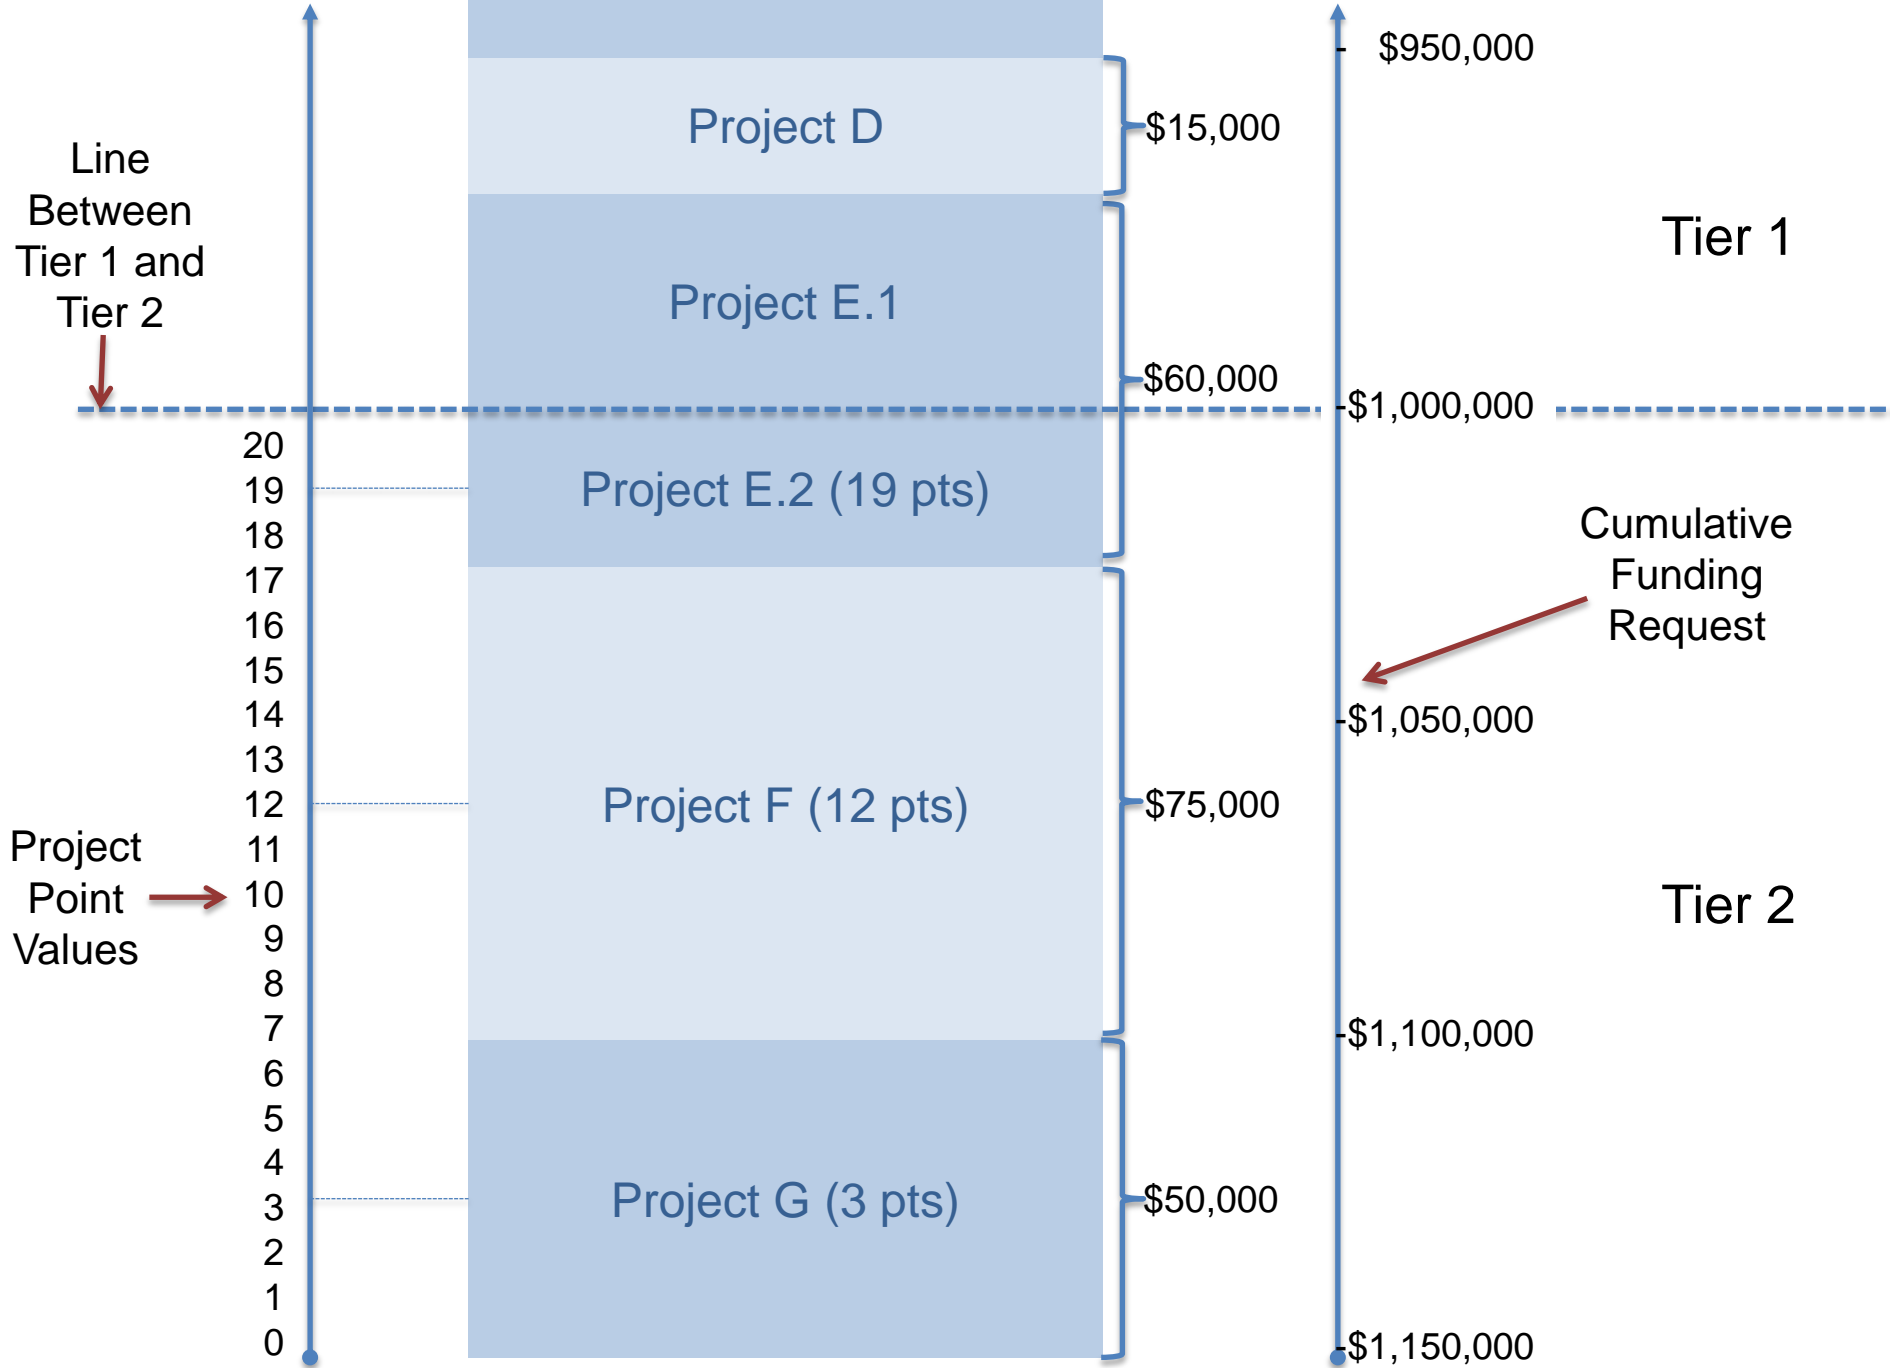 - $950,000
Project D
$15,000
Line
Between
Tier 1 and
Tier 2
Tier 1
Project E.1
$60,000
-$1,000,000
20
19
18
17
16
15
14
13
12
11
10
9
8
7
6
5
4
3
2
1
0
Project E.2 (19 pts)
Cumulative
Funding
Request
-$1,050,000
Project F (12 pts)
$75,000
Project
Point
Values
Tier 2
-$1,100,000
Project G (3 pts)
$50,000
-$1,150,000